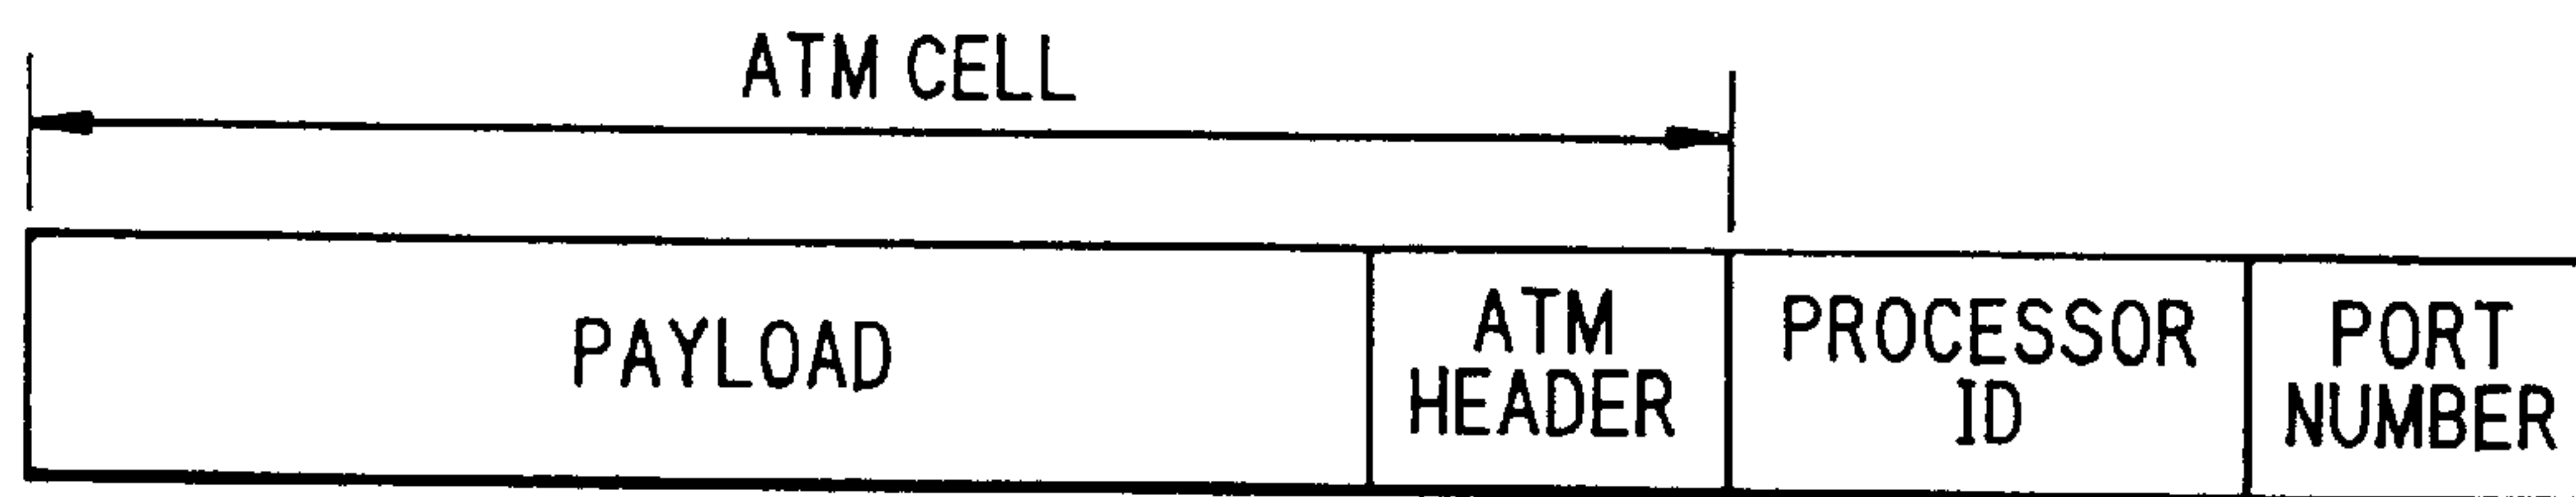 ATM CELL
PAYLOAD
ATM
HEADER
PROCESSOR
ID
PORT
NUMBER